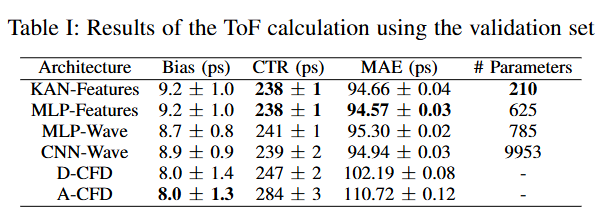 Table I: Results of the ToF calculation using the validation set
Architecture Bias (ps) CTR (ps) MAE (ps) # Parameters
KAN-Features 9.2 ± 1.0 238 ± 1 94.66 ± 0.04 210
MLP-Features 9.2 ± 1.0 238 ± 1 94.57 ± 0.03 625
MLP-Wave 8.7 ± 0.8 241 ± 1 95.30 ± 0.02 785
CNN-Wave 8.9 ± 0.9 239 ± 2 94.94 ± 0.03 9953
D-CFD 8.0 ± 1.4 247 ± 2 102.19 ± 0.08 -
A-CFD 8.0 ± 1.3 284 ± 3 110.72 ± 0.12 -